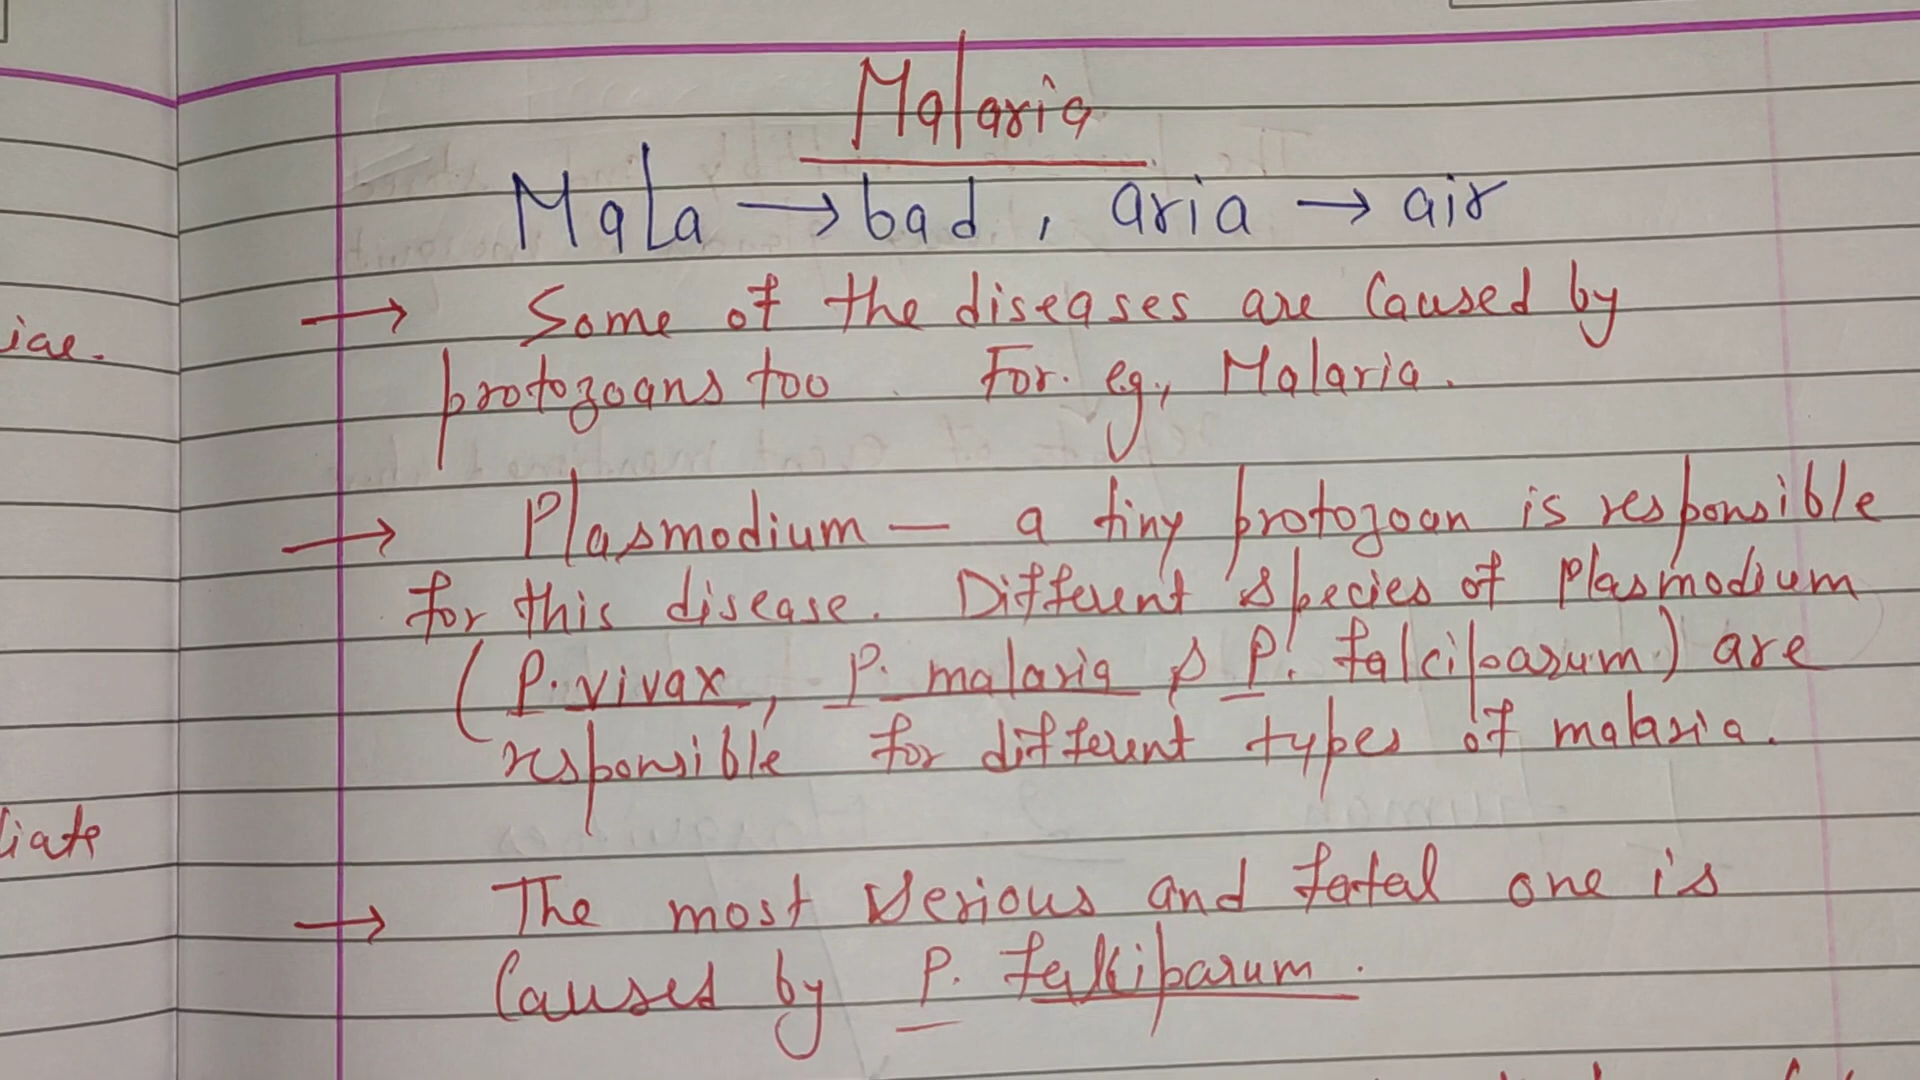 Malaria
Mala → bad , aria → air
→ Some of the diseases are Caused by
protozoans too. For. eg., Malaria.
→ Plasmodium — a tiny protozoan is responsible
for this disease. Different species of Plasmodium
(P. vivax, P. malaria & P. falciparum) are
responsible for different types of malaria.
→ The most serious and fatal one is
Caused by P. falciparum.